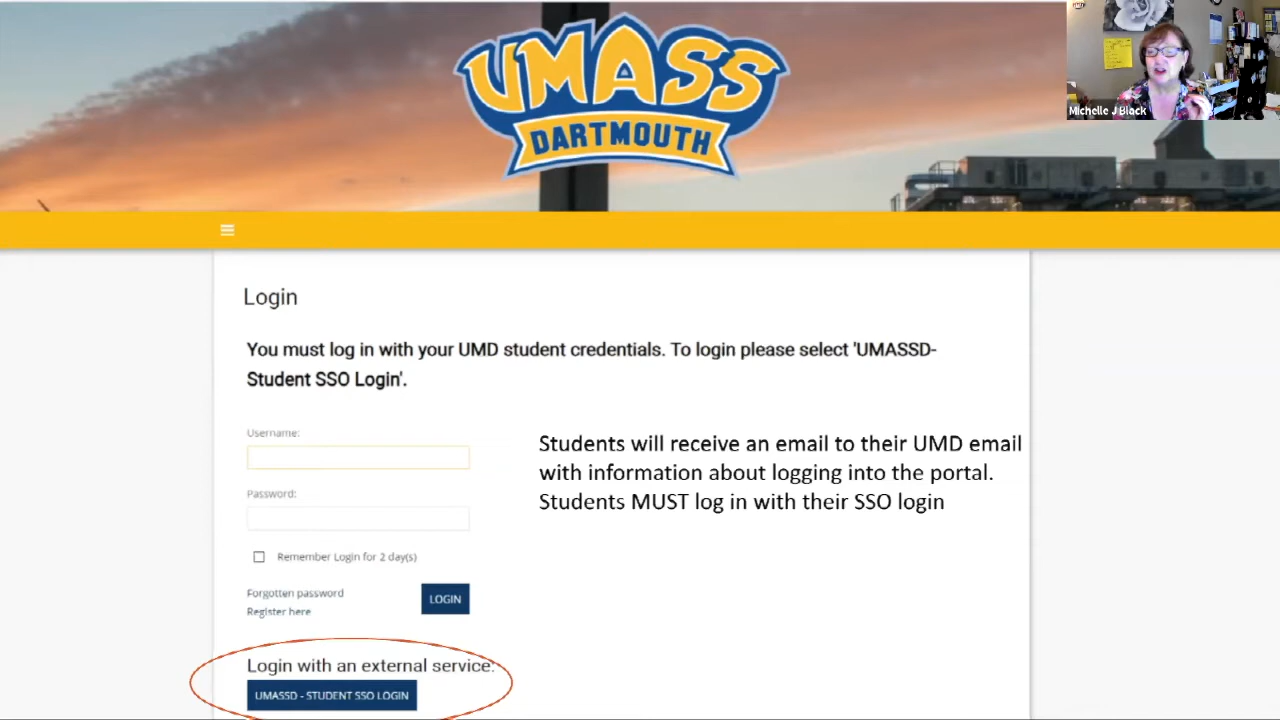 UMASS
DARTMOUTH
Michelle J Black
Login
You must log in with your UMD student credentials. To login please select 'UMASSD-
Student SSO Login'.
Username:
Students will receive an email to their UMD email
with information about logging into the portal.
Students MUST log in with their SSO login
Password:
Remember Login for 2 day(s)
Forgotten password
LOGIN
Register here
Login with an external service:
UMASSD - STUDENT SSO LOGIN